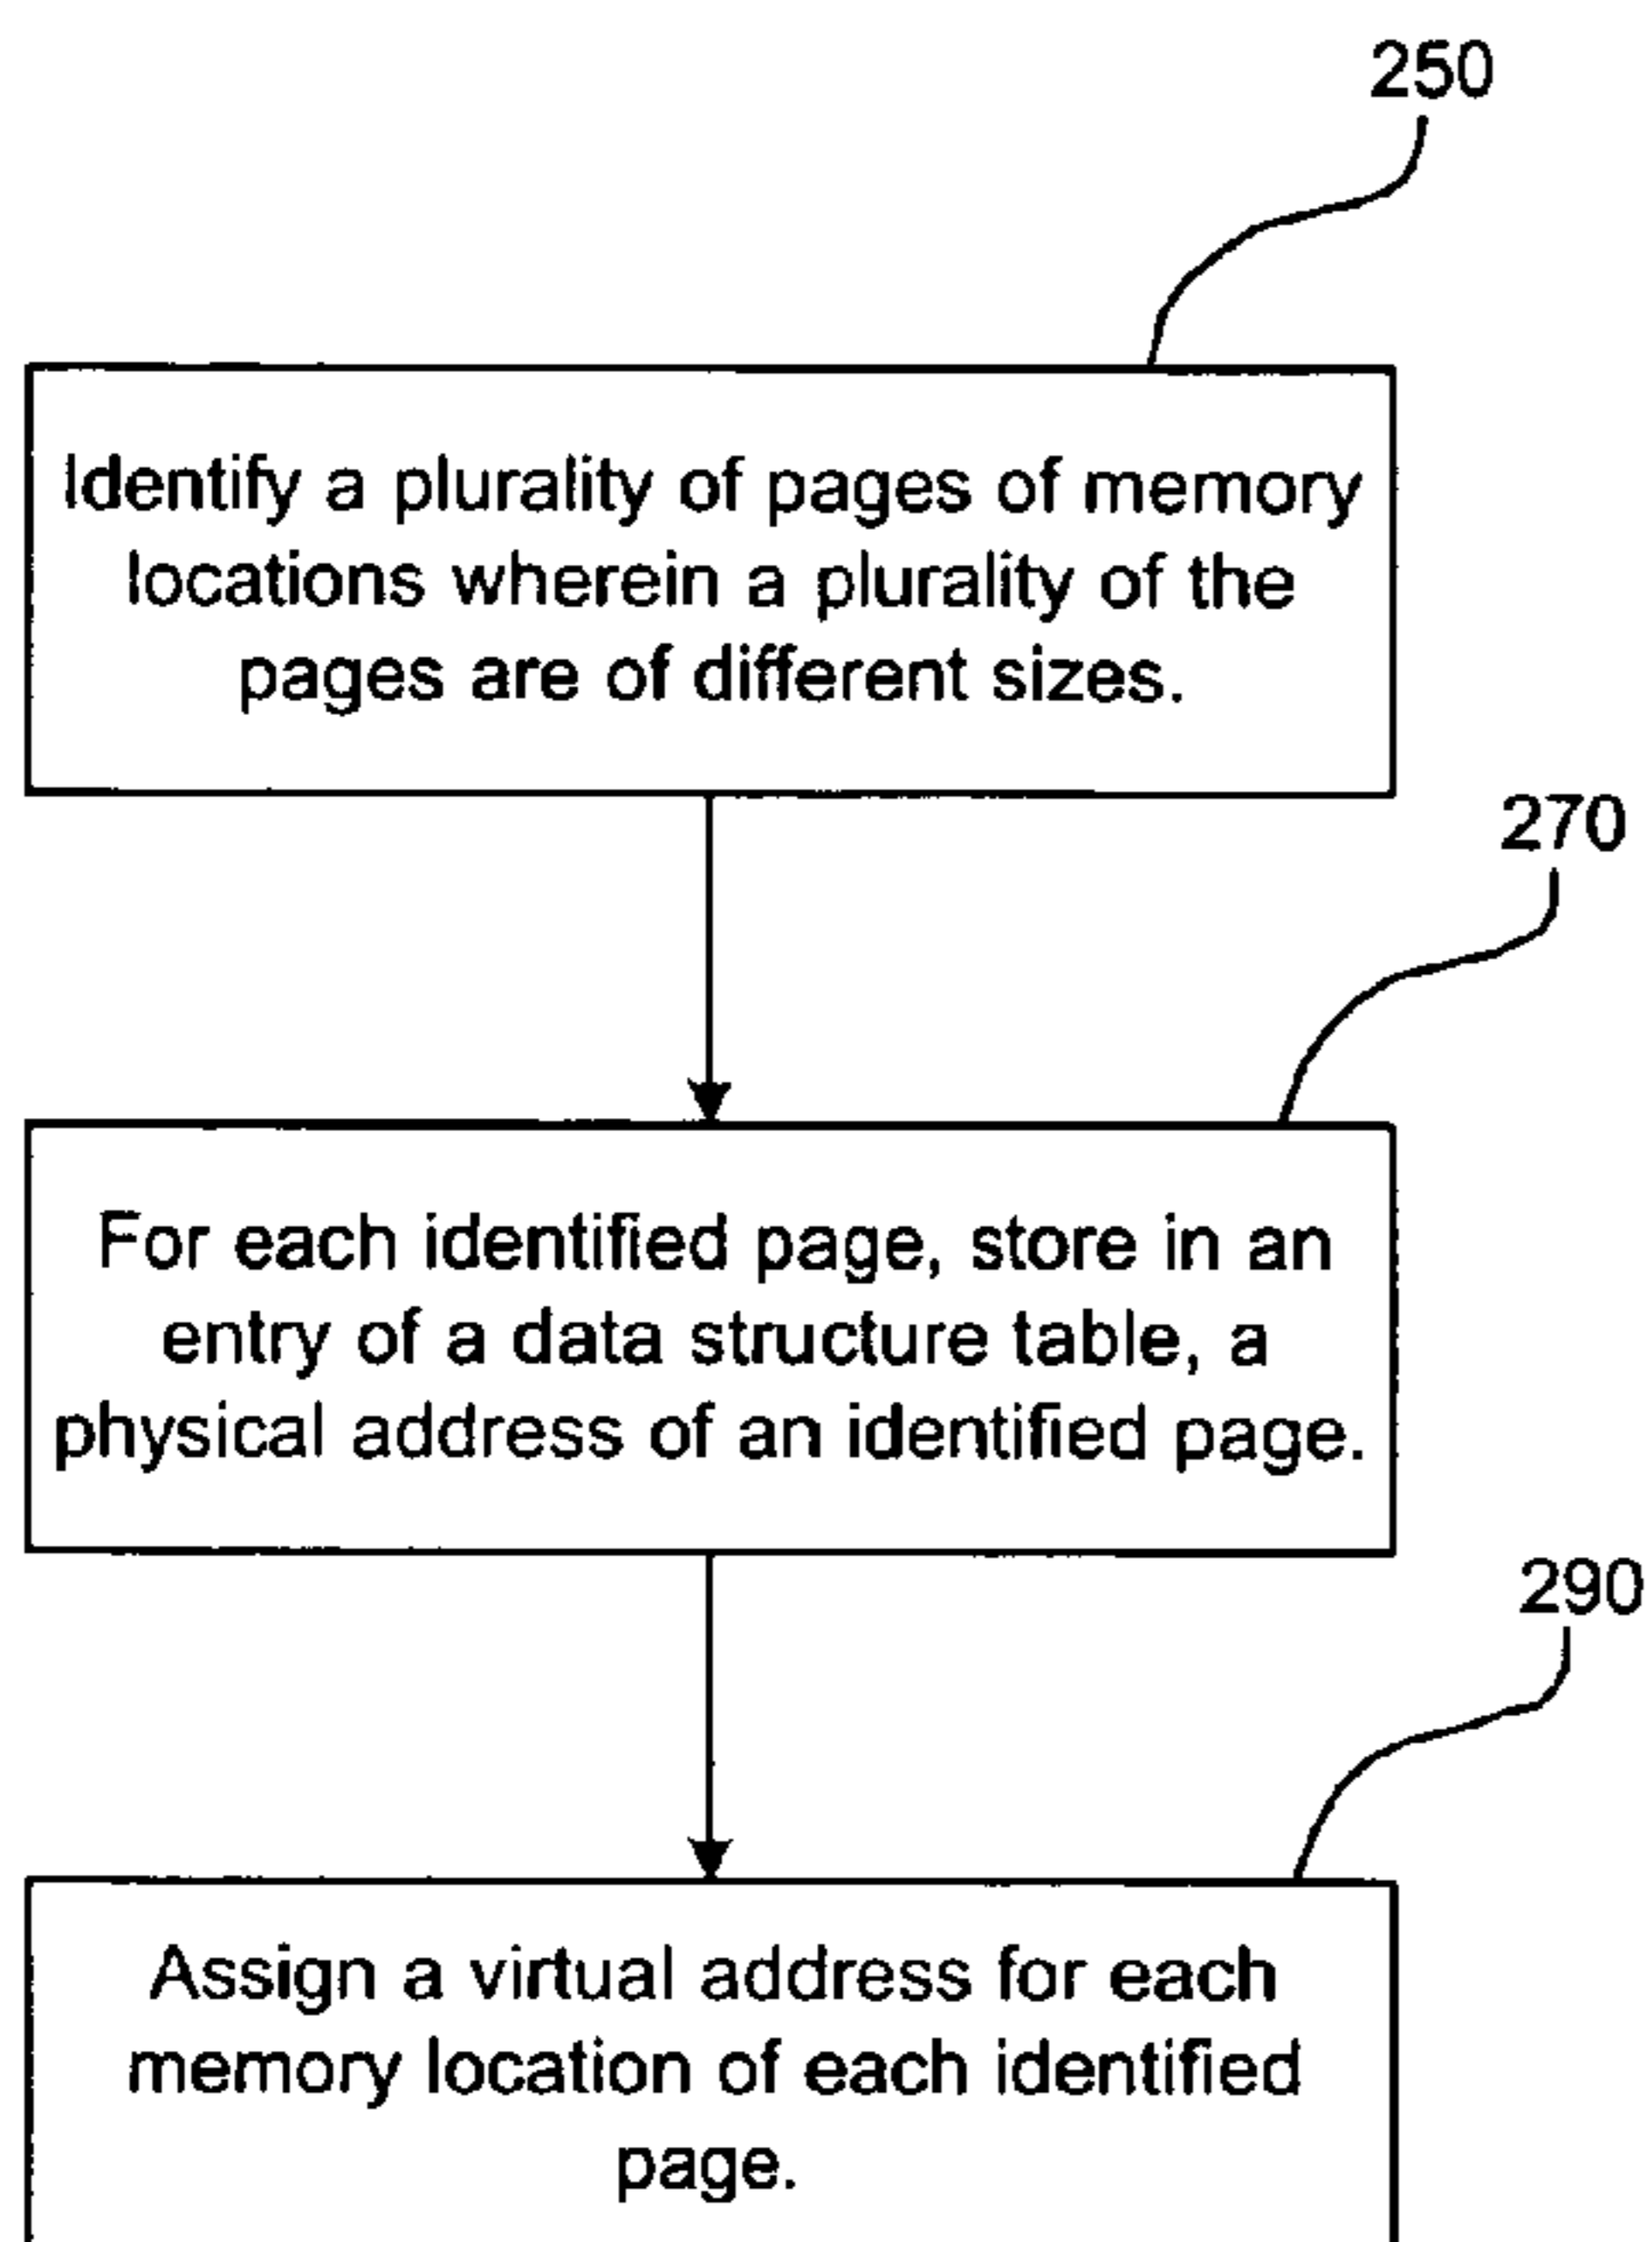 250
Identify a plurality of pages of memory
locations wherein a plurality of the
pages are of different sizes.
270
For each identified page, store in an
entry of a data structure table, a
physical address of an identified page.
290
Assign a virtual address for each
memory location of each identified
page.